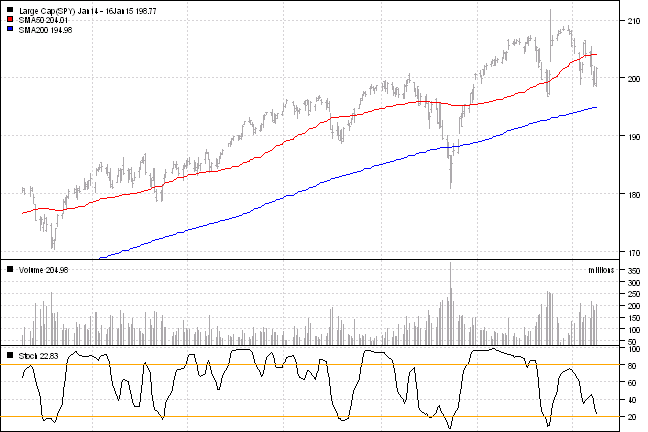 Large Cap(SPY) Jan14 - 16Jan15 198.77
SMA50 204.01
SMA200 194.98
210
200
190
180
170
Volume 204.98
millions
350
300
250
200
150
100
50
Stoch 22.83
100
80
60
40
20